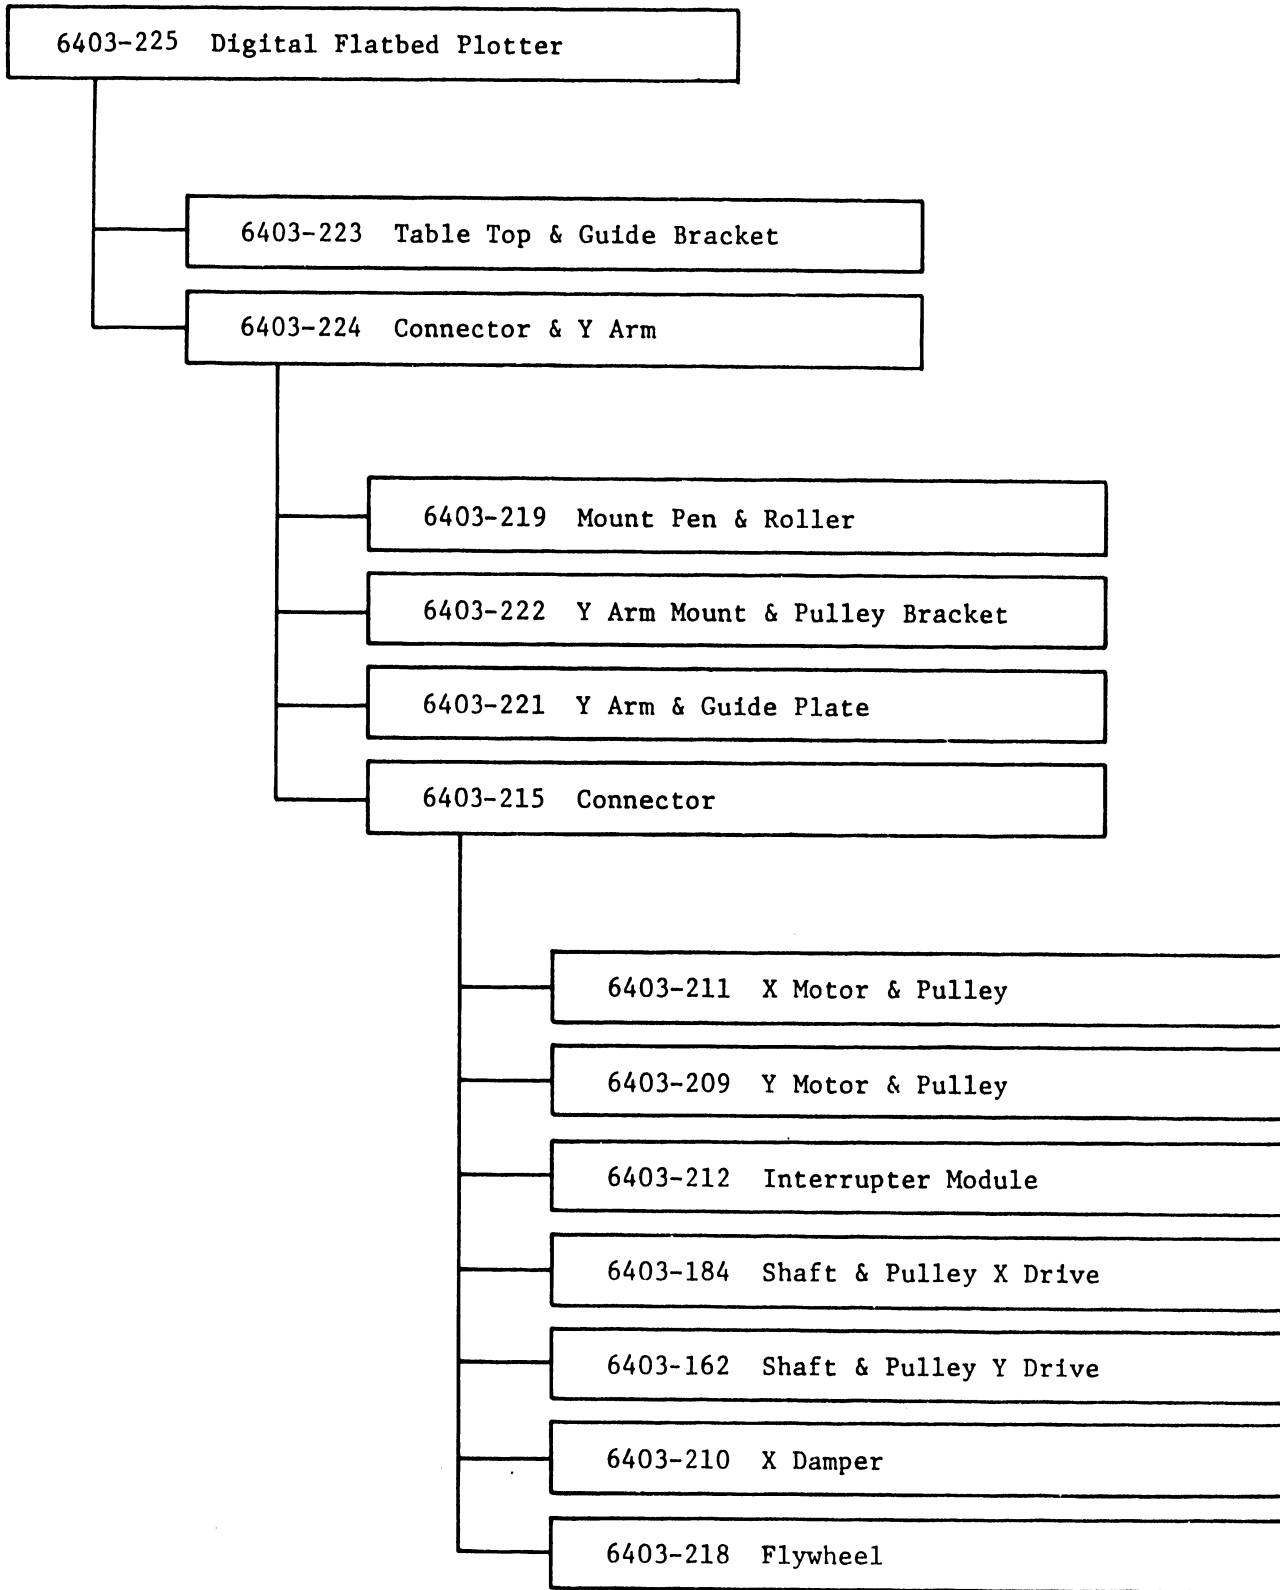 6403-225 Digital Flatbed Plotter
6403-223 Table Top & Guide Bracket
6403-224 Connector & Y Arm
6403-219 Mount Pen & Roller
6403-222 Y Arm Mount & Pulley Bracket
6403-221 Y Arm & Guide Plate
6403-215 Connector
6403-211 X Motor & Pulley
6403-209 Y Motor & Pulley
6403-212 Interrupter Module
6403-184 Shaft & Pulley X Drive
6403-162 Shaft & Pulley Y Drive
6403-210 X Damper
6403-218 Flywheel